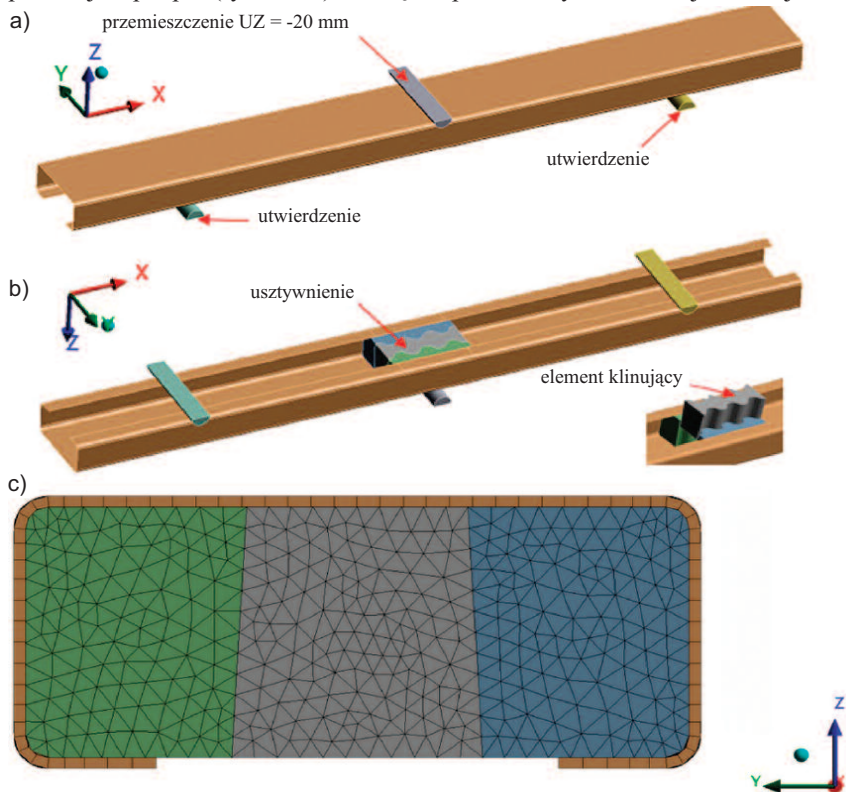 a)
przemieszczenie UZ = -20 mm
Z
Y
X
utwierdzenie
utwierdzenie
b)
X
Z
usztywnienie
element klinujący
c)
Z
Y